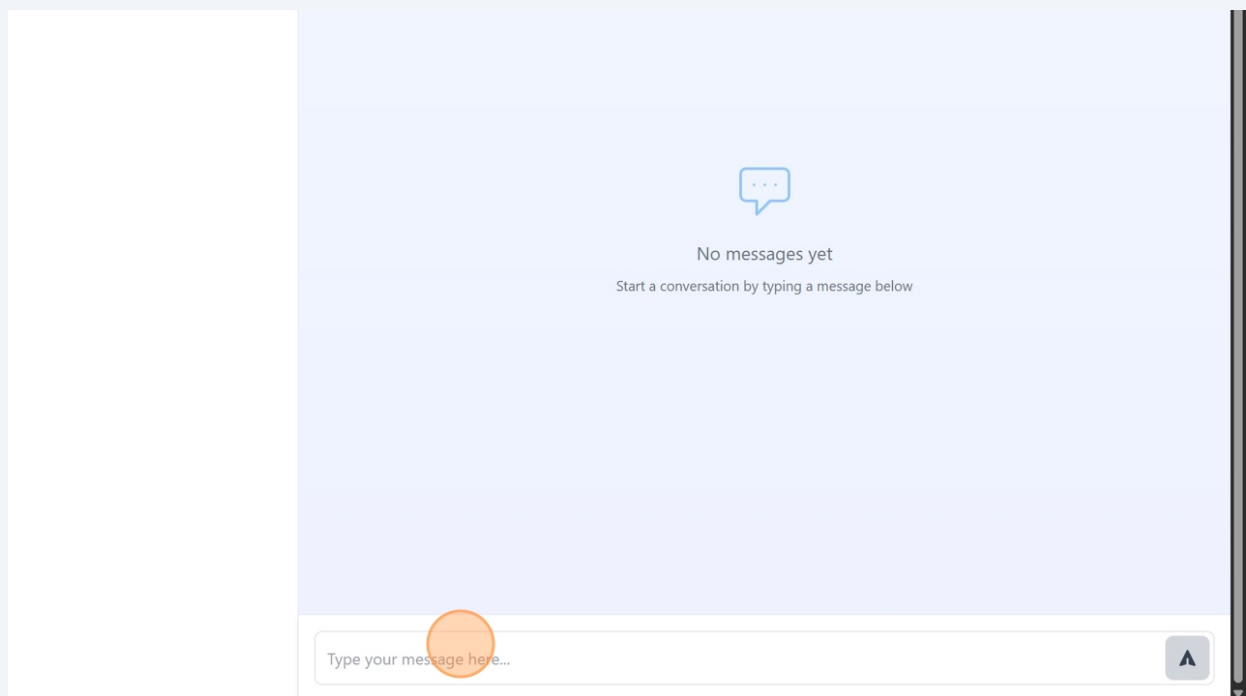 No messages yet
Start a conversation by typing a message below
Type your message here...